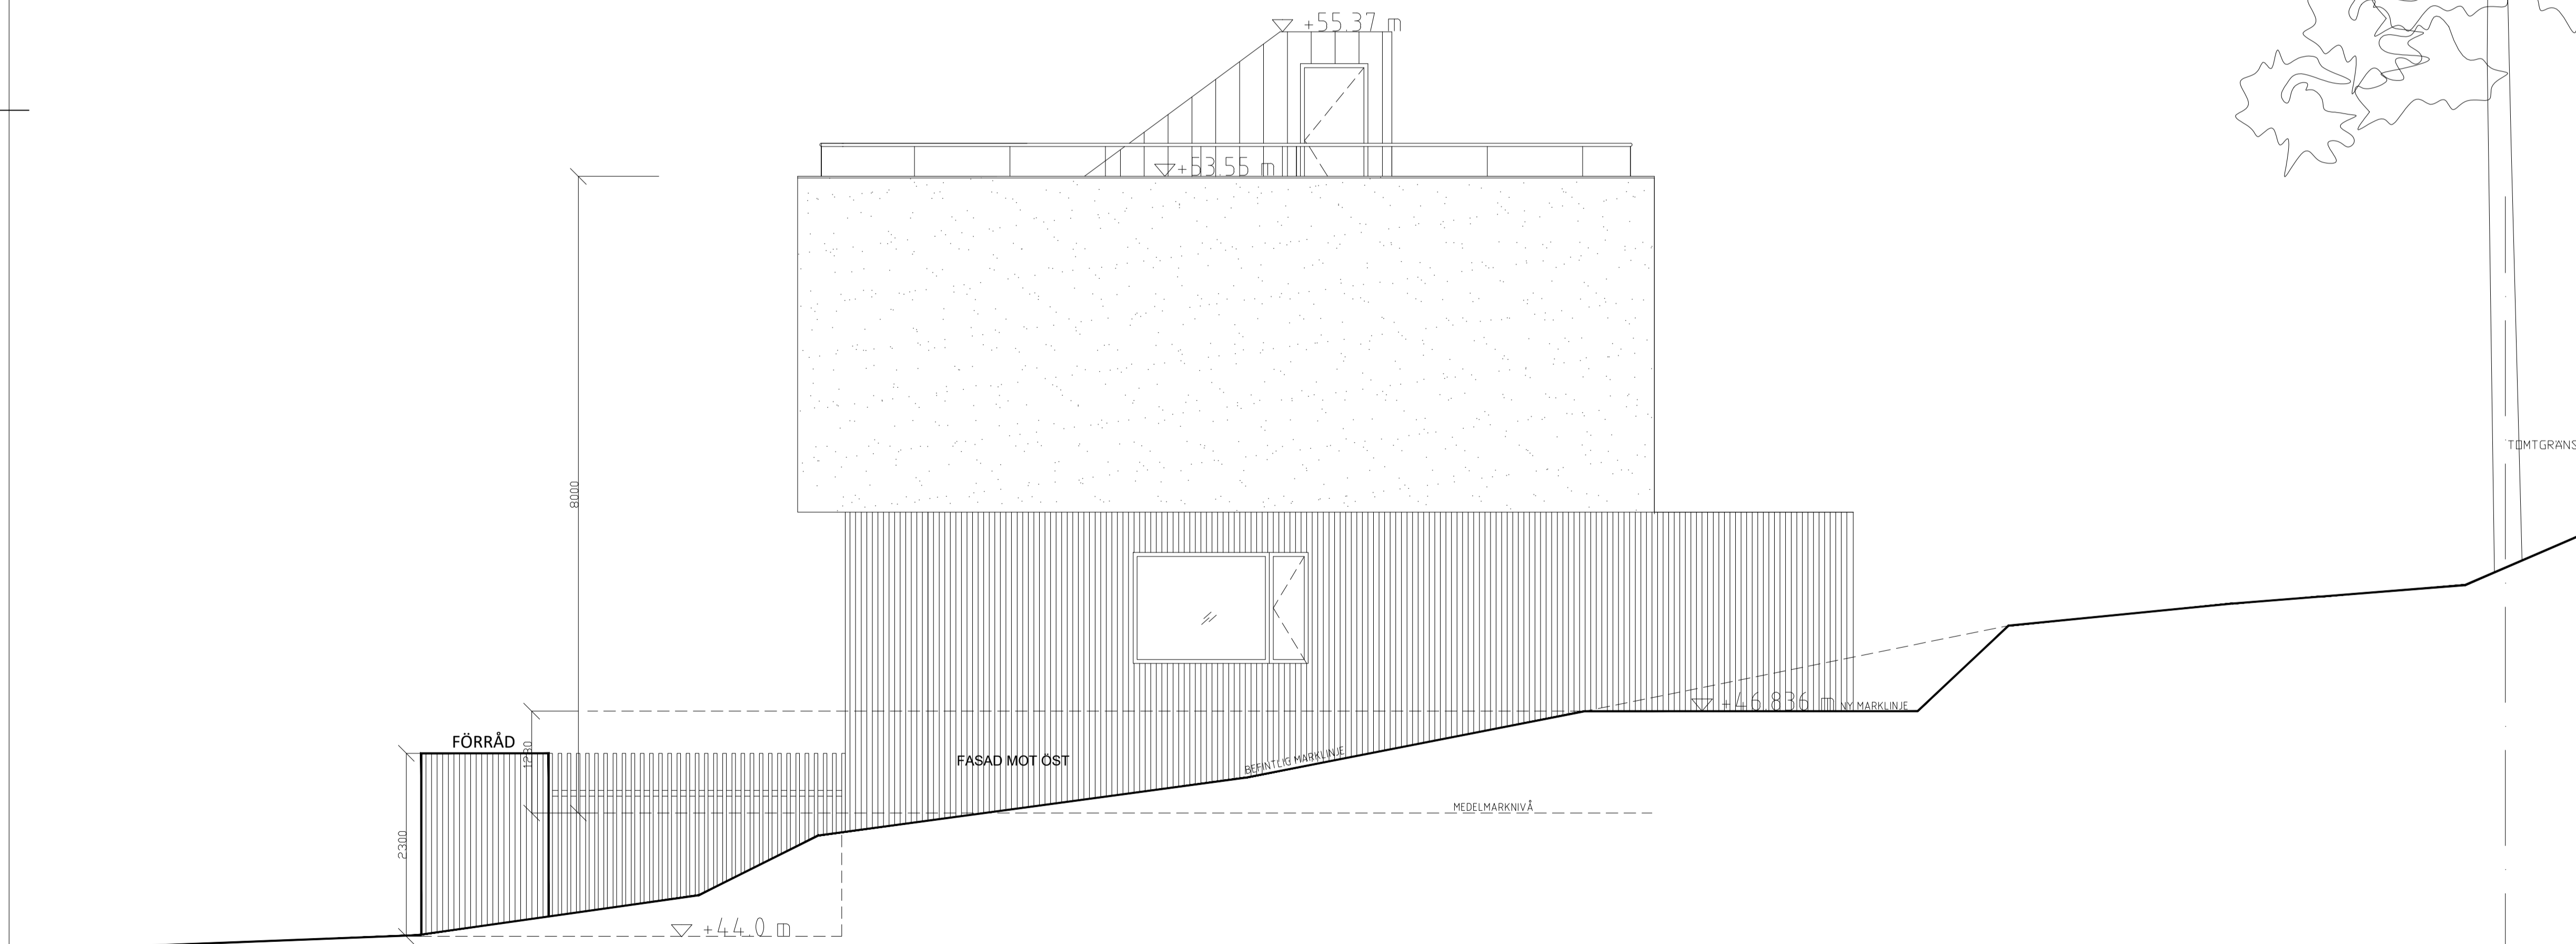 +55.37 m
+53.55 m
TOMTGRÄNS
8000
+46.836 m
NY MARKLINJE
FÖRRÅD
1280
FASAD MOT ÖST
BEFINTLIG MARKLINJE
MEDELMARKNIVÅ
2300
+44.0 m